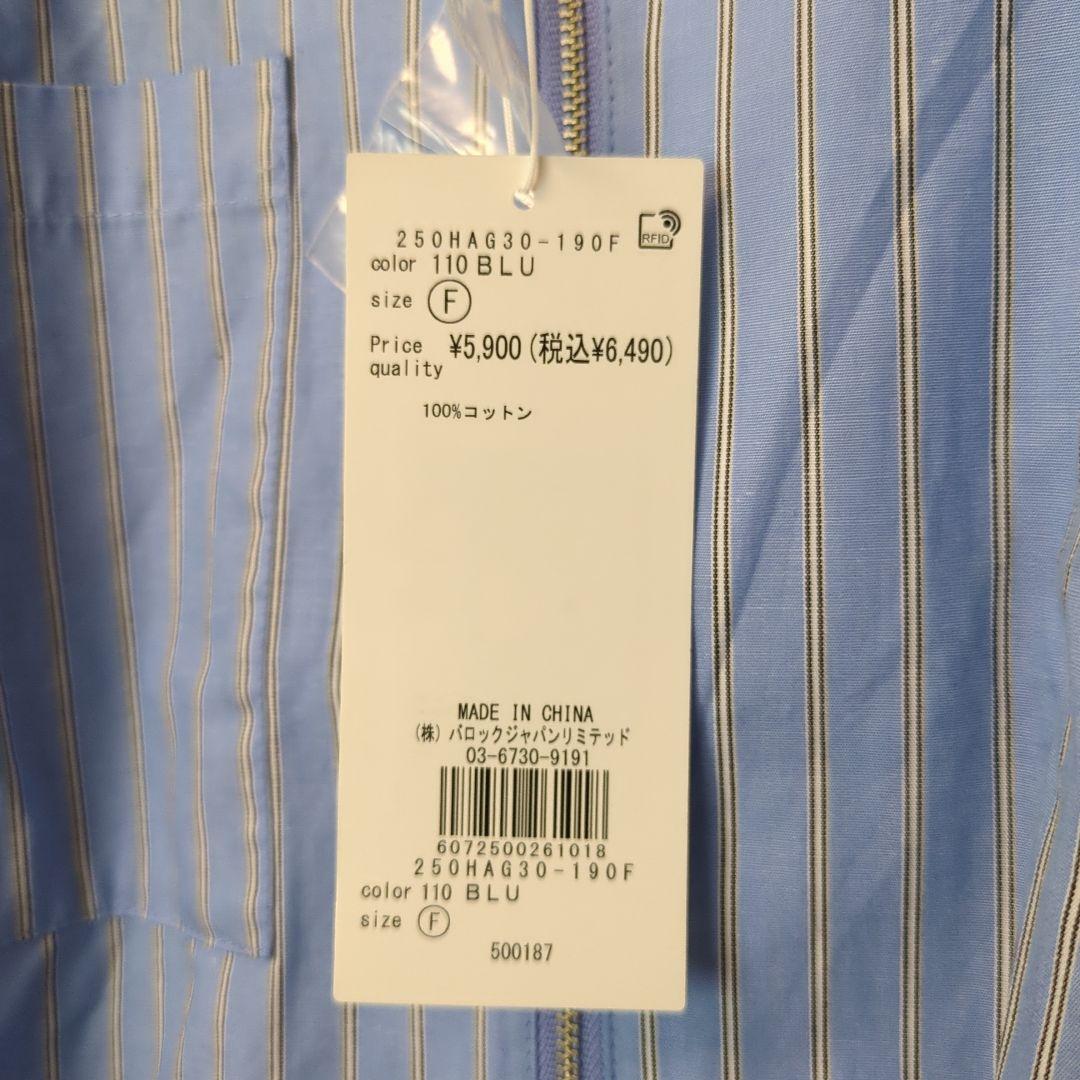 250HAG30-190F
RFID
color 110 BLU
size F
Price ¥5,900(税込¥6,490)
quality
100%コットン
MADE IN CHINA
(株)バロックジャパンリミテッド
03-6730-9191
6072500261018
250HAG30-190F
color 110 BLU
size F
500187